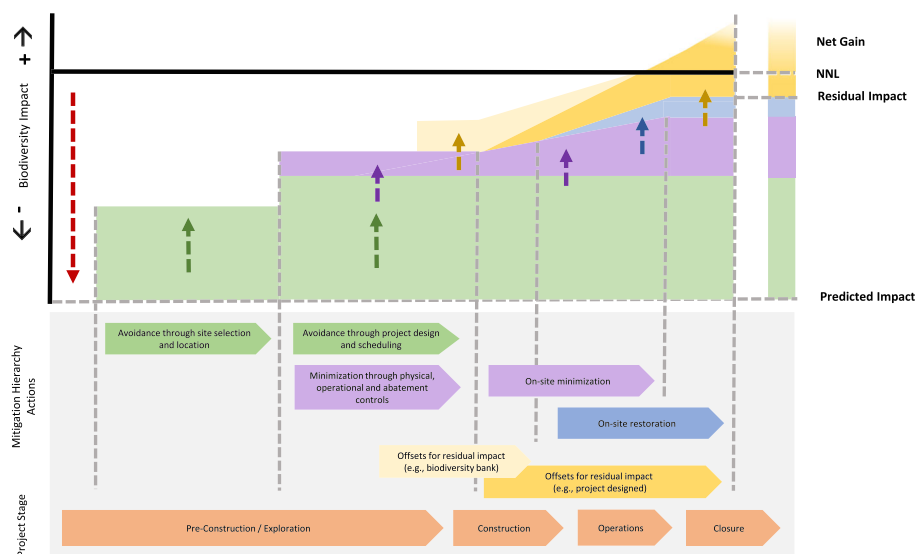 +
Biodiversity Impact
-
Net Gain
NNL
Residual Impact
Predicted Impact
Mitigation Hierarchy
Actions
Avoidance through site selection
and location
Avoidance through project design
and scheduling
Minimization through physical,
operational and abatement
controls
On-site minimization
On-site restoration
Offsets for residual impact
(e.g., biodiversity bank)
Offsets for residual impact
(e.g., project designed)
Project Stage
Pre-Construction / Exploration
Construction
Operations
Closure